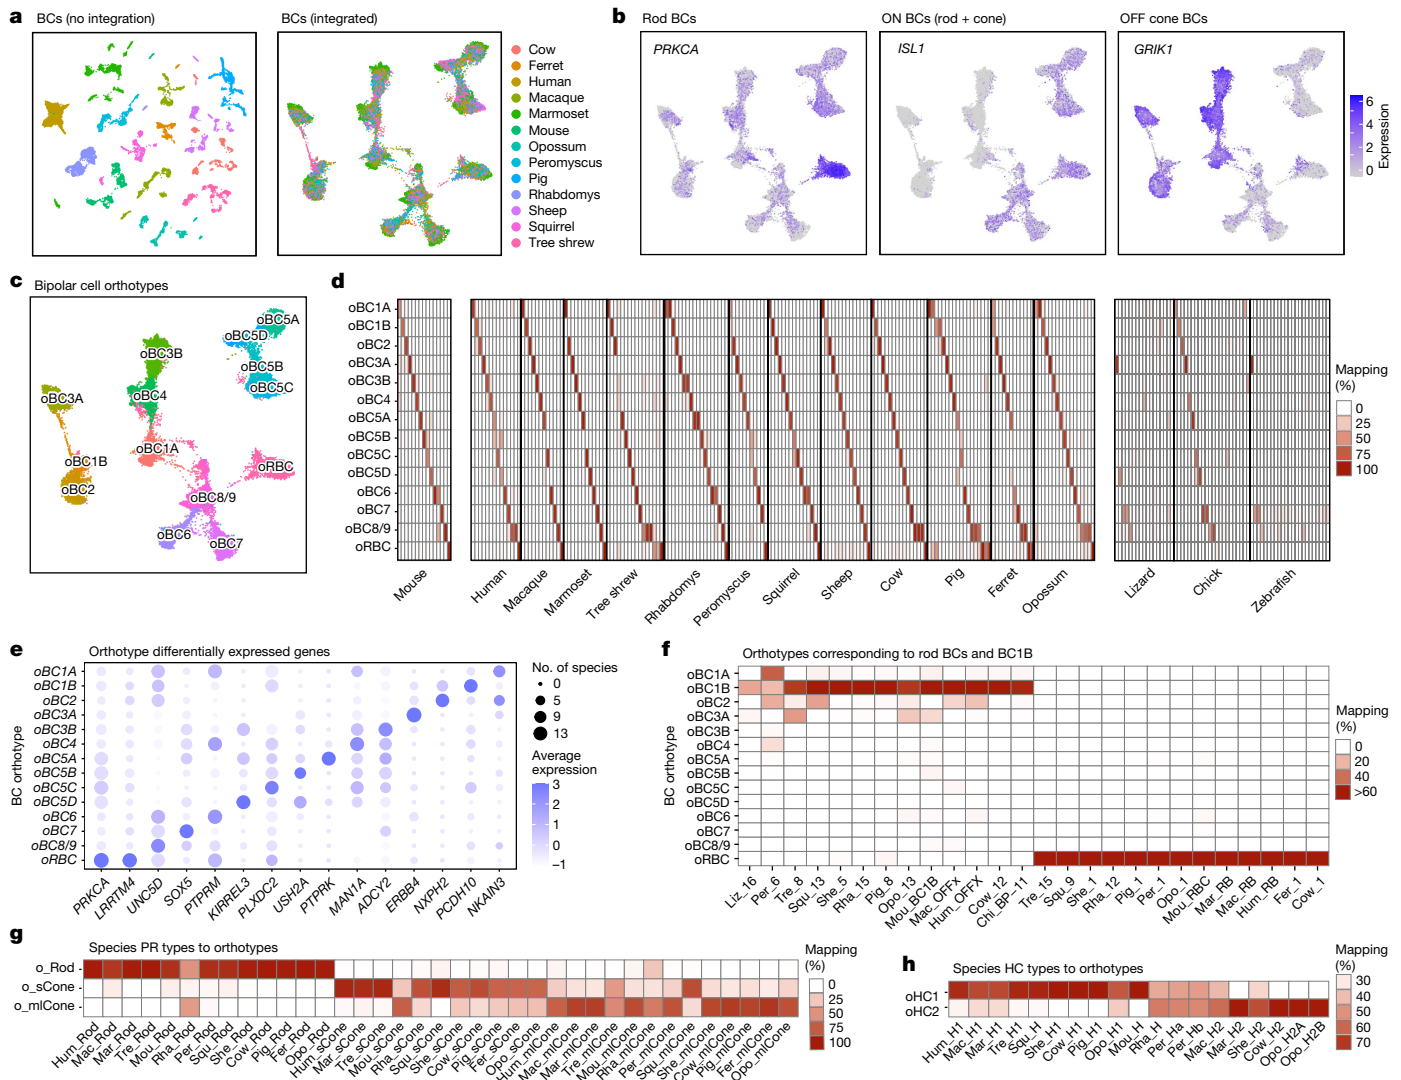 a
BCs (no integration)
BCs (integrated)
Cow
Ferret
Human
Macaque
Marmoset
Mouse
Opossum
Peromyscus
Pig
Rhabdomys
Sheep
Squirrel
Tree shrew
b
Rod BCs
ON BCs (rod + cone)
OFF cone BCs
PRKCA
ISL1
GRIK1
6
4
2
0
Expression
c
Bipolar cell orthotypes
oBC5A
oBC5D
oBC3B
oBC5B
oBC5C
oBC3A
oBC4
oBC1A
oBC1B
oRBC
oBC2
oBC8/9
oBC6
oBC7
d
oBC1A
oBC1B
oBC2
oBC3A
oBC3B
oBC4
oBC5A
oBC5B
oBC5C
oBC5D
oBC6
oBC7
oBC8/9
oRBC
Mouse
Human
Macaque
Marmoset
Tree shrew
Rhabdomys
Peromyscus
Squirrel
Sheep
Cow
Pig
Ferret
Opossum
Lizard
Chick
Zebrafish
Mapping
(%)
0
25
50
75
100
e
Orthotype differentially expressed genes
BC orthotype
oBC1A
oBC1B
oBC2
oBC3A
oBC3B
oBC4
oBC5A
oBC5B
oBC5C
oBC5D
oBC6
oBC7
oBC8/9
oRBC
PRKCA
LRRTM4
UNC5D
SOX5
PTPRM
KIRREL3
PLXDC2
USH2A
PTPRK
MAN1A
ADCY2
ERBB4
NXPH2
PCDH10
NKAIN3
No. of species
0
5
9
13
Average
expression
3
2
1
0
−1
f
Orthotypes corresponding to rod BCs and BC1B
BC orthotype
oBC1A
oBC1B
oBC2
oBC3A
oBC3B
oBC4
oBC5A
oBC5B
oBC5C
oBC5D
oBC6
oBC7
oBC8/9
oRBC
Liz_16
Per_6
Tre_8
Squ_13
She_5
Rha_15
Pig_8
Opo_13
Mou_BC1B
Mac_OFFx
Hum_OFFX
Cow_12
Chi_BP-11
Tre_15
Squ_9
She_1
Rha_12
Pig_1
Per_1
Opo_1
Mou_RBC
Mar_RB
Mac_RB
Hum_RB
Fer_1
Cow_1
Mapping
(%)
0
20
40
>60
g
Species PR types to orthotypes
o_Rod
o_sCone
o_mlCone
Hum_Rod
Mac_Rod
Mar_Rod
Tre_Rod
Mou_Rod
Rha_Rod
Per_Rod
Squ_Rod
She_Rod
Cow_Rod
Pig_Rod
Fer_Rod
Opo_Rod
Hum_sCone
Mar_sCone
Tre_sCone
Mou_sCone
Rha_sCone
Squ_sCone
She_sCone
Cow_sCone
Pig_sCone
Fer_sCone
Opo_sCone
Hum_mlCone
Mac_mlCone
Mar_mlCone
Tre_mlCone
Mou_mlCone
Rha_mlCone
Per_mlCone
Squ_mlCone
She_mlCone
Cow_mlCone
Pig_mlCone
Fer_mlCone
Opo_mlCone
Mapping
(%)
0
25
50
75
100
h
Species HC types to orthotypes
oHC1
oHC2
Hum_H1
Mac_H1
Mar_H1
Tre_H1
Squ_H
She_H1
Cow_H1
Pig_H1
Opo_H1
Mou_H
Rha_H
Per_Ha
Per_Hb
Mac_H2
Mar_H2
She_H2
Cow_H2
Opo_H2A
Opo_H2B
Mapping
(%)
30
40
50
60
70